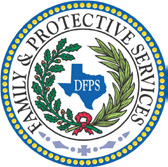 FAMILY & PROTECTIVE SERVICES
DFPS